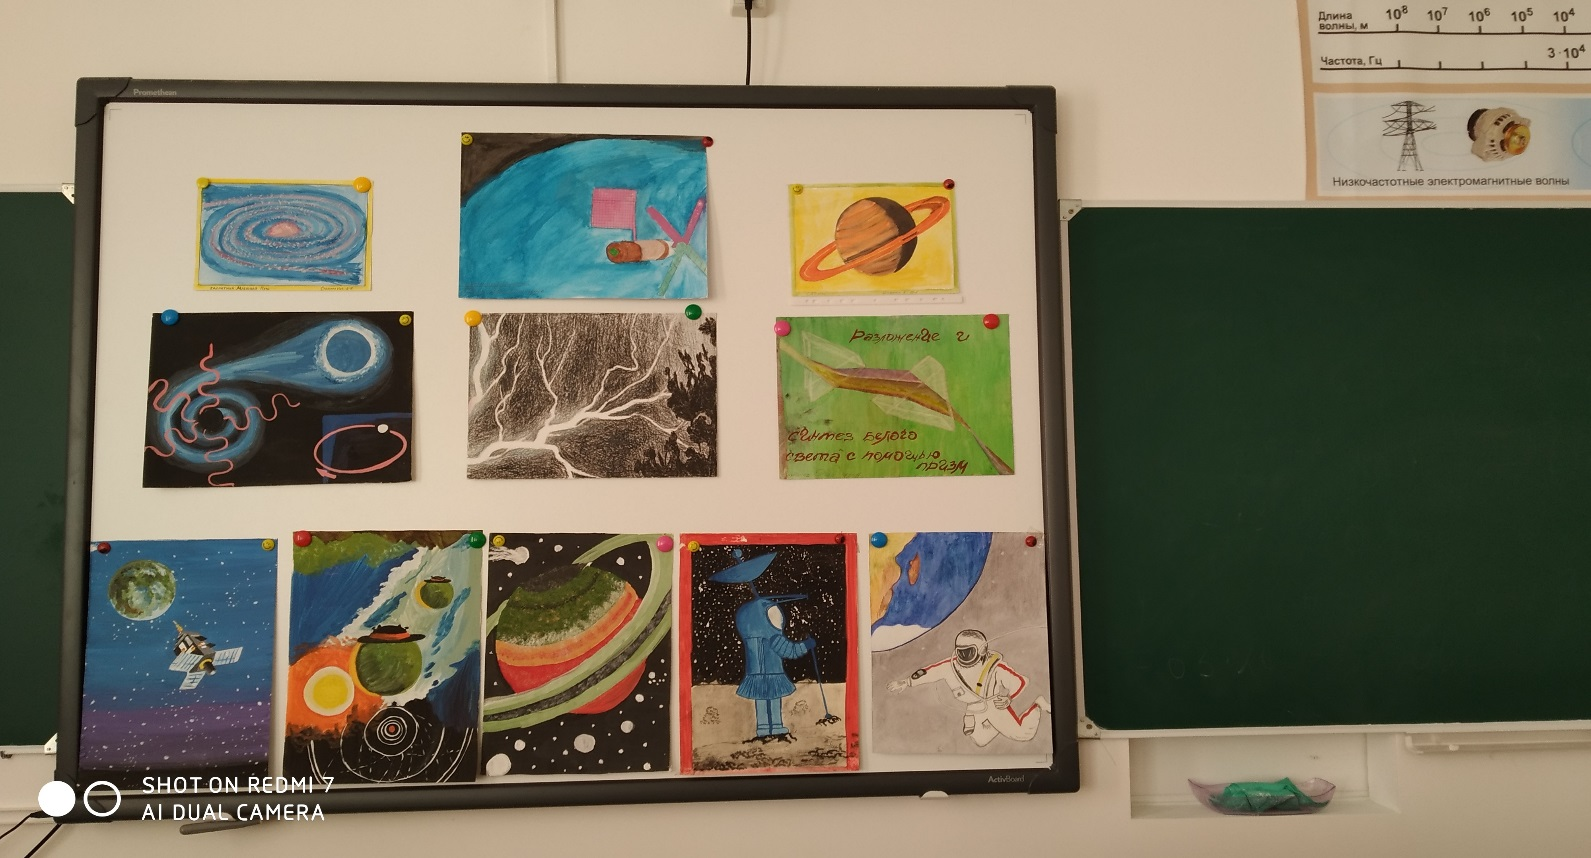 Promethean
Длина
волны, м
10⁸ 10⁷ 10⁶ 10⁵ 10⁴
Частота, Гц
3·10⁴
Низкочастотные электромагнитные волны
Разложение и
синтез белого
света с помощью
призм
ActivBoard
SHOT ON REDMI 7
AI DUAL CAMERA